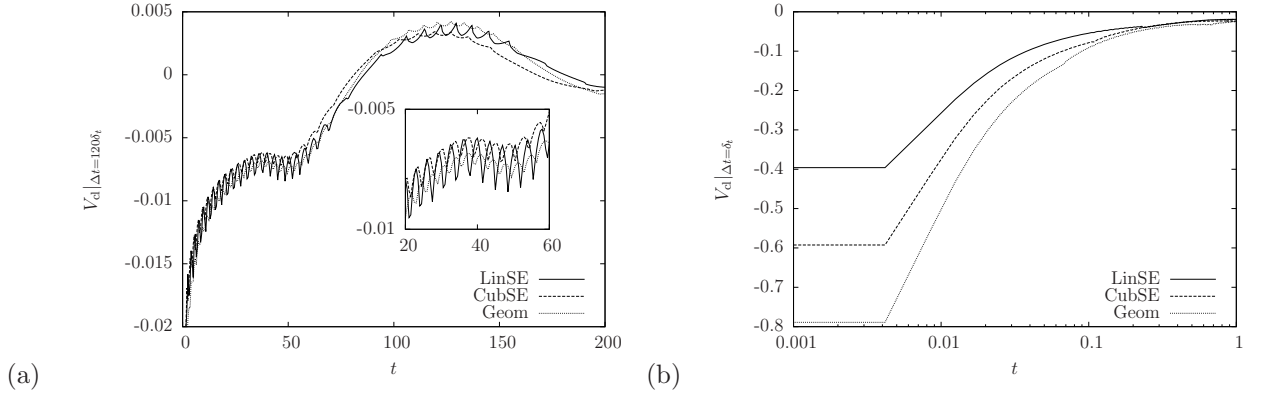 0.005
0
-0.005
-0.01
-0.015
-0.02
V_d|_{Δt=120δ_t}
-0.005
-0.01
20 40 60
LinSE
CubSE
Geom
0 50 100 150 200
t
(a)
0
-0.1
-0.2
-0.3
-0.4
-0.5
-0.6
-0.7
-0.8
V_d|_{Δt=δ_t}
LinSE
CubSE
Geom
0.001 0.01 0.1 1
t
(b)